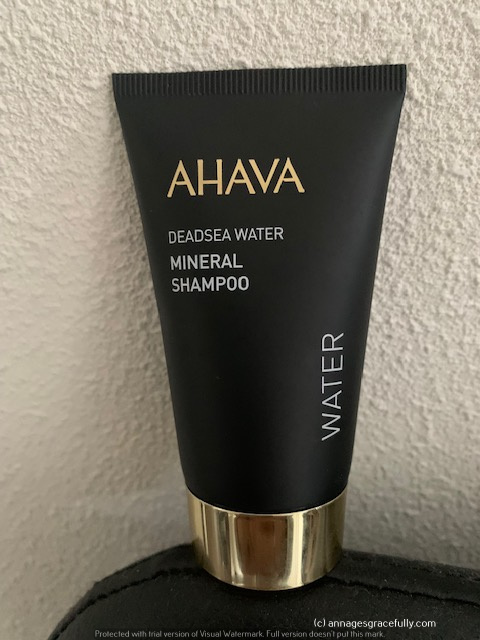 AHAVA
DEADSEA WATER
MINERAL
SHAMPOO
WATER
(c) annagesgracefully.com
Protected with trial version of Visual Watermark. Full version doesn't put this mark.